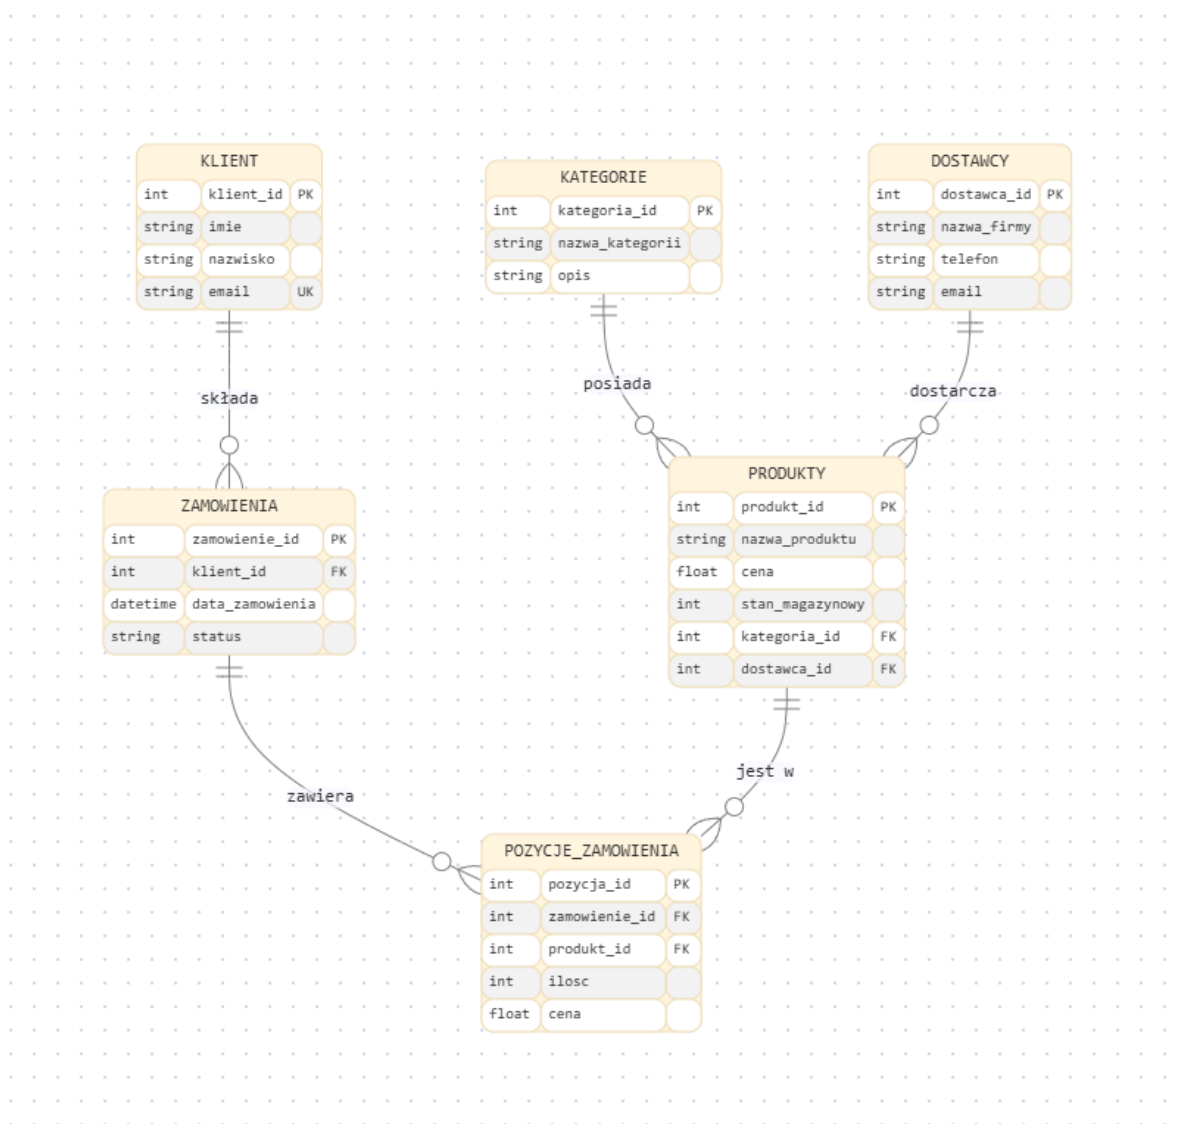 KLIENT
int klient_id PK
string imie
string nazwisko
string email UK
KATEGORIE
int kategoria_id PK
string nazwa_kategorii
string opis
DOSTAWCY
int dostawca_id PK
string nazwa_firmy
string telefon
string email
składa
posiada
dostarcza
ZAMOWIENIA
int zamowienie_id PK
int klient_id FK
datetime data_zamowienia
string status
PRODUKTY
int produkt_id PK
string nazwa_produktu
float cena
int stan_magazynowy
int kategoria_id FK
int dostawca_id FK
zawiera
jest w
POZYCJE_ZAMOWIENIA
int pozycja_id PK
int zamowienie_id FK
int produkt_id FK
int ilosc
float cena